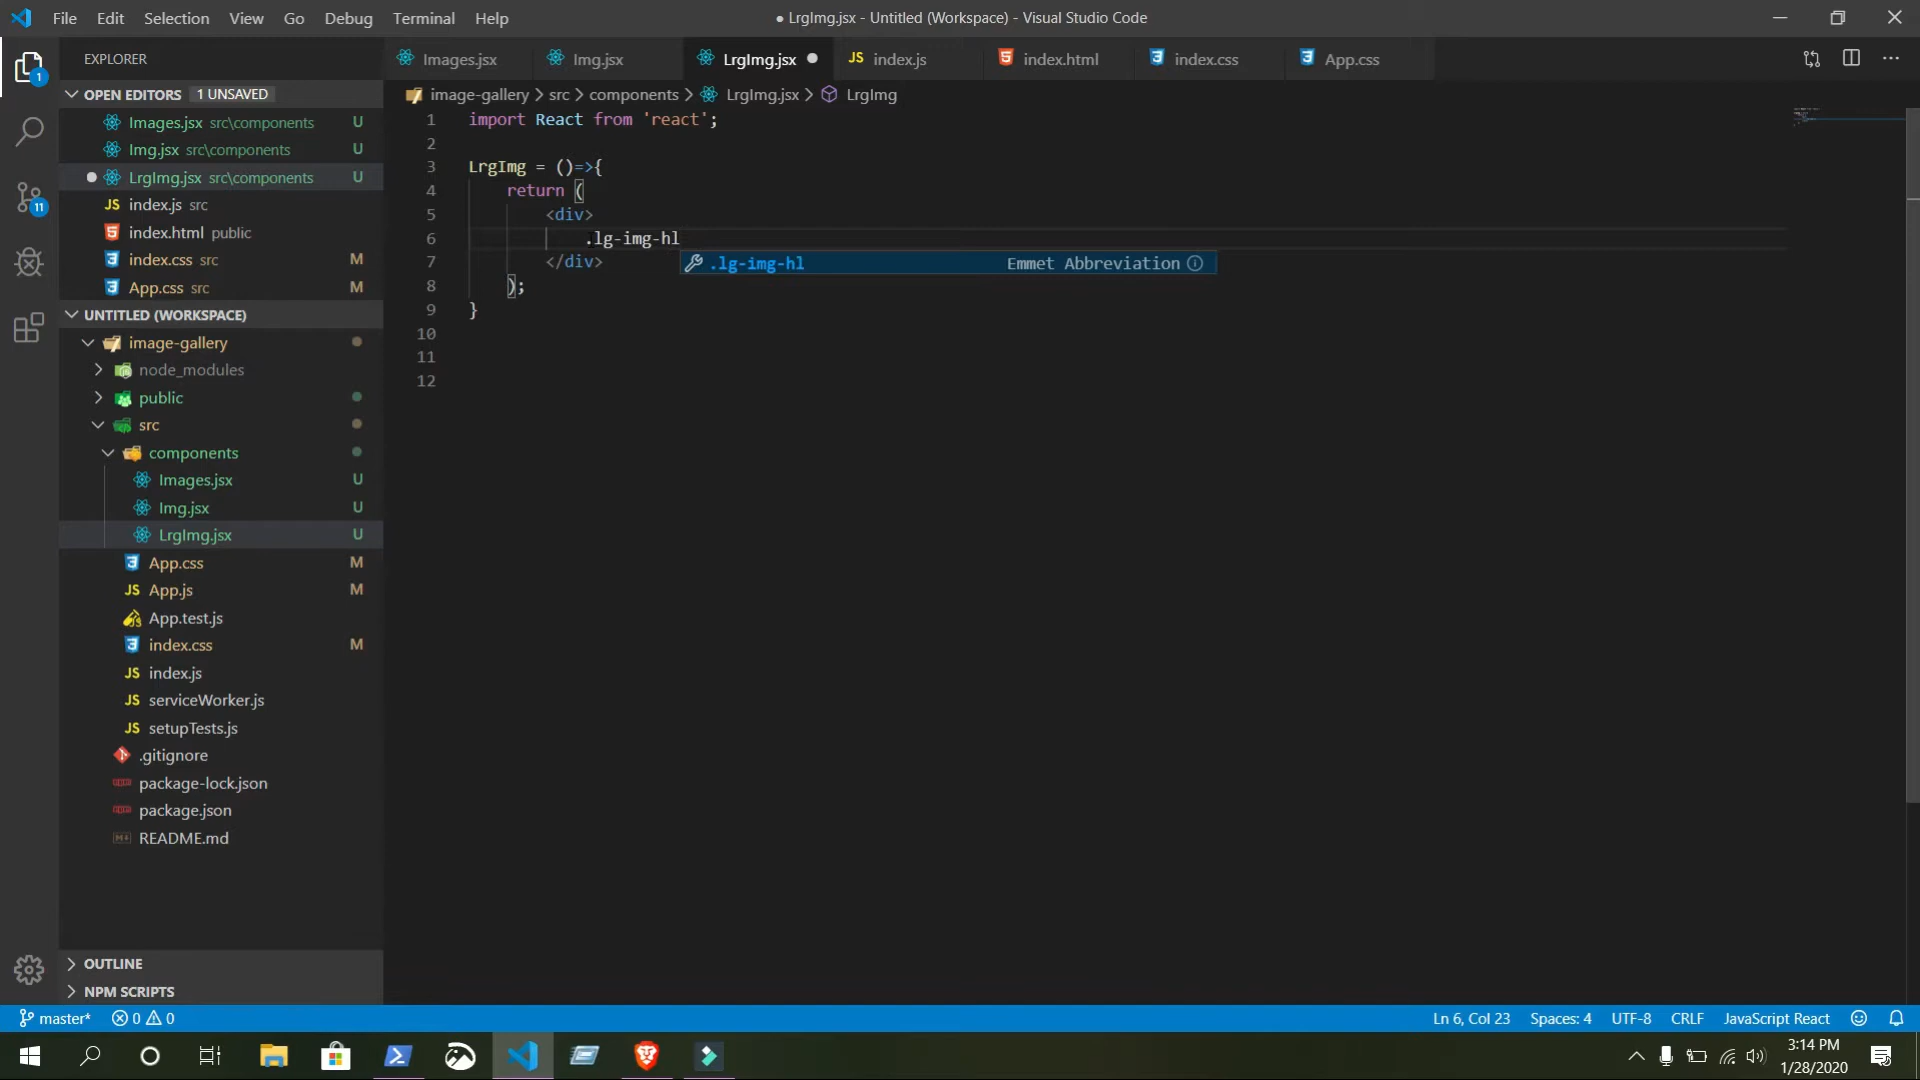 File Edit Selection View Go Debug Terminal Help
● LrgImg.jsx - Untitled (Workspace) - Visual Studio Code
EXPLORER
OPEN EDITORS 1 UNSAVED
Images.jsx src\components U
Img.jsx src\components U
LrgImg.jsx src\components U
JS index.js src
index.html public
index.css src M
App.css src M
UNTITLED (WORKSPACE)
image-gallery
node_modules
public
src
components
Images.jsx U
Img.jsx U
LrgImg.jsx U
App.css M
JS App.js M
App.test.js
index.css M
JS index.js
JS serviceWorker.js
JS setupTests.js
.gitignore
package-lock.json
package.json
README.md
OUTLINE
NPM SCRIPTS
1
11
Images.jsx Img.jsx LrgImg.jsx ● JS index.js index.html index.css App.css
image-gallery > src > components > LrgImg.jsx > LrgImg
1 import React from 'react';
2
3 LrgImg = ()=>{
4 return (
5 <div>
6 .lg-img-hl
7 </div>
8 );
9 }
10
11
12
.lg-img-hl Emmet Abbreviation
master* 0 0
Ln 6, Col 23 Spaces: 4 UTF-8 CRLF JavaScript React
3:14 PM
1/28/2020